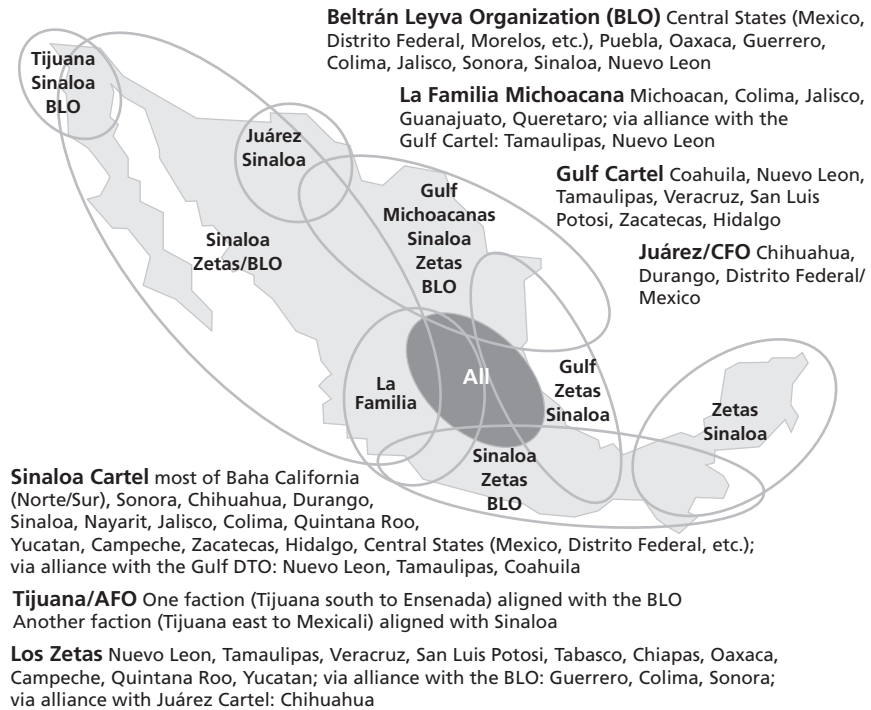 Beltrán Leyva Organization (BLO) Central States (Mexico,
Distrito Federal, Morelos, etc.), Puebla, Oaxaca, Guerrero,
Colima, Jalisco, Sonora, Sinaloa, Nuevo Leon
La Familia Michoacana Michoacan, Colima, Jalisco,
Guanajuato, Queretaro; via alliance with the
Gulf Cartel: Tamaulipas, Nuevo Leon
Gulf Cartel Coahuila, Nuevo Leon,
Tamaulipas, Veracruz, San Luis
Potosi, Zacatecas, Hidalgo
Juárez/CFO Chihuahua,
Durango, Distrito Federal/
Mexico
Tijuana
Sinaloa
BLO
Juárez
Sinaloa
Gulf
Michoacanas
Sinaloa
Zetas
BLO
Sinaloa
Zetas/BLO
All
La
Familia
Gulf
Zetas
Sinaloa
Zetas
Sinaloa
Sinaloa
Zetas
BLO
Sinaloa Cartel most of Baha California
(Norte/Sur), Sonora, Chihuahua, Durango,
Sinaloa, Nayarit, Jalisco, Colima, Quintana Roo,
Yucatan, Campeche, Zacatecas, Hidalgo, Central States (Mexico, Distrito Federal, etc.);
via alliance with the Gulf DTO: Nuevo Leon, Tamaulipas, Coahuila
Tijuana/AFO One faction (Tijuana south to Ensenada) aligned with the BLO
Another faction (Tijuana east to Mexicali) aligned with Sinaloa
Los Zetas Nuevo Leon, Tamaulipas, Veracruz, San Luis Potosi, Tabasco, Chiapas, Oaxaca,
Campeche, Quintana Roo, Yucatan; via alliance with the BLO: Guerrero, Colima, Sonora;
via alliance with Juárez Cartel: Chihuahua